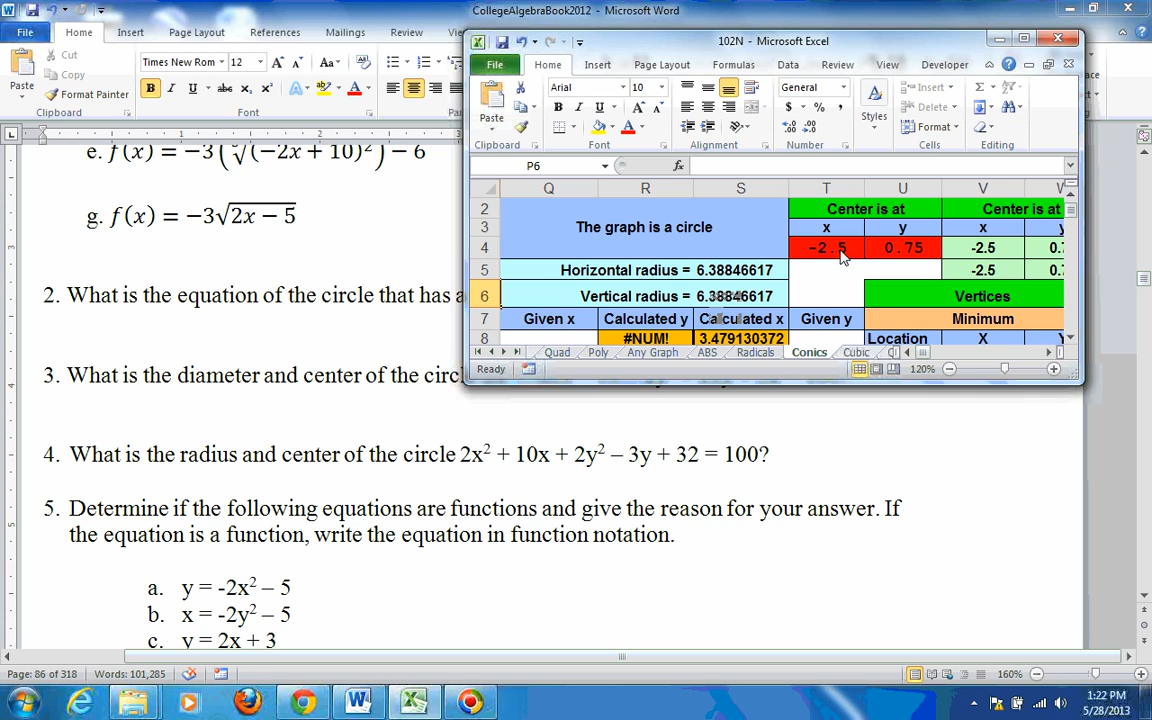 CollegeAlgebraBook2012 - Microsoft Word
File Home Insert Page Layout References Mailings Review
Cut
Copy
Format Painter
Paste
Clipboard
Times New Rom 12
Font
102N - Microsoft Excel
File Home Insert Page Layout Formulas Data Review View Developer
Paste
Clipboard
Arial 10
Font
Alignment
General
Number
Styles
Insert
Delete
Format
Cells
Editing
P6
fx
Q R S T U V W
2 Center is at Center is at
3 The graph is a circle x y x y
4 -2.5 0.75 -2.5 0.7
5 Horizontal radius = 6.38846617 -2.5 0.7
6 Vertical radius = 6.38846617 Vertices
7 Given x Calculated y Calculated x Given y Minimum
8 #NUM! 3.479130372 Location X Y
Quad Poly Any Graph ABS Radicals Conics Cubic
Ready 120%
e. f(x) = −3(√(−2x + 10)²) − 6
g. f(x) = −3√2x − 5
2. What is the equation of the circle that has a
3. What is the diameter and center of the circl
4. What is the radius and center of the circle 2x² + 10x + 2y² – 3y + 32 = 100?
5. Determine if the following equations are functions and give the reason for your answer. If
the equation is a function, write the equation in function notation.
a. y = -2x² – 5
b. x = -2y² – 5
c. y = 2x + 3
Page: 86 of 318 Words: 101,285 160%
1:22 PM
5/28/2013